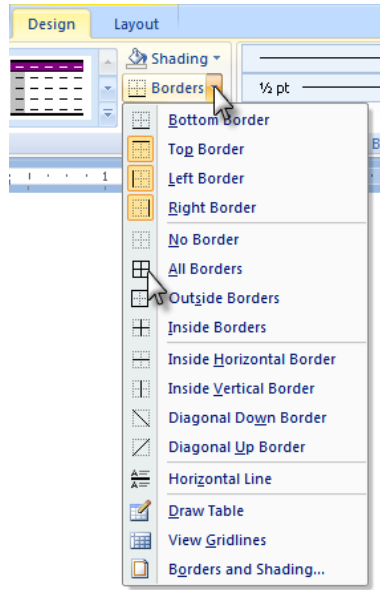 Design Layout
Shading
Borders
½ pt
Bottom Border
Top Border
Left Border
1
Right Border
No Border
All Borders
Outside Borders
Inside Borders
Inside Horizontal Border
Inside Vertical Border
Diagonal Down Border
Diagonal Up Border
Horizontal Line
Draw Table
View Gridlines
Borders and Shading...